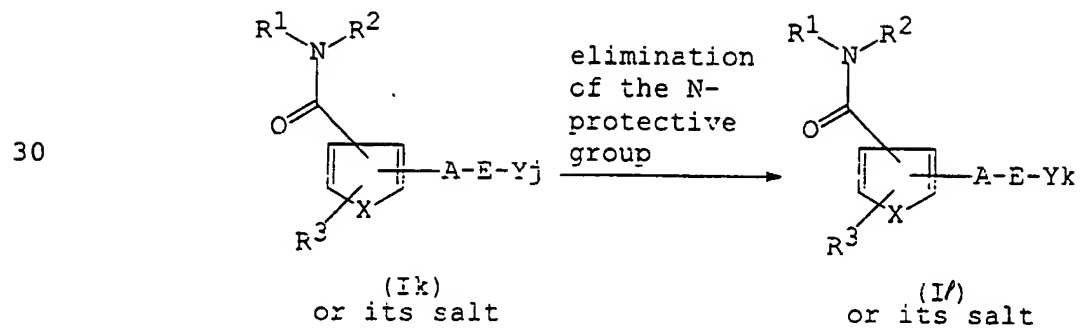 R1 N R2
O
A-E-Yj
X
R3
(Ik)
or its salt
elimination
of the N-
protective
group
R1 N R2
O
A-E-Yk
X
R3
(Il)
or its salt
30